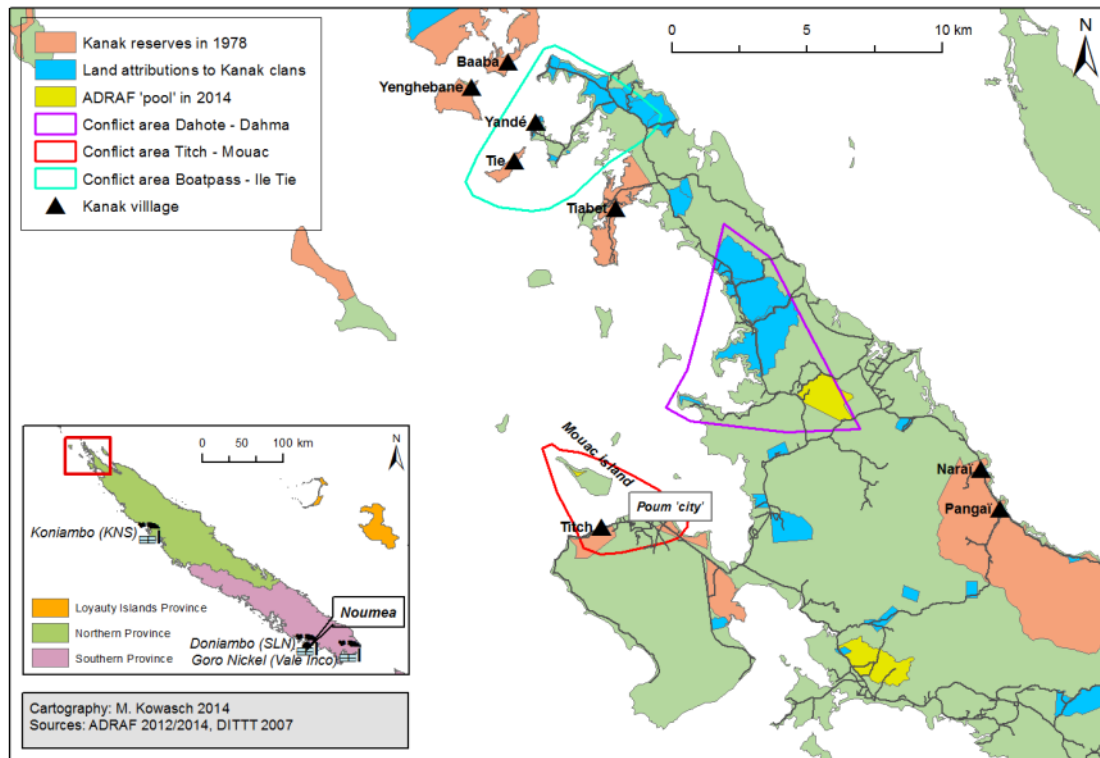 Kanak reserves in 1978
Land attributions to Kanak clans
ADRAF 'pool' in 2014
Conflict area Dahote - Dahma
Conflict area Titch - Mouac
Conflict area Boatpass - Ile Tie
Kanak villlage
0 5 10 km
N
Baaba
Yenghebane
Yandé
Tie
Tiabet
Mouac Island
Poum 'city'
Titch
Naraï
Pangaï
0 50 100 km
N
Koniambo (KNS)
Noumea
Doniambo (SLN)
Goro Nickel (Vale Inco)
Loyauty Islands Province
Northern Province
Southern Province
Cartography: M. Kowasch 2014
Sources: ADRAF 2012/2014, DITTT 2007